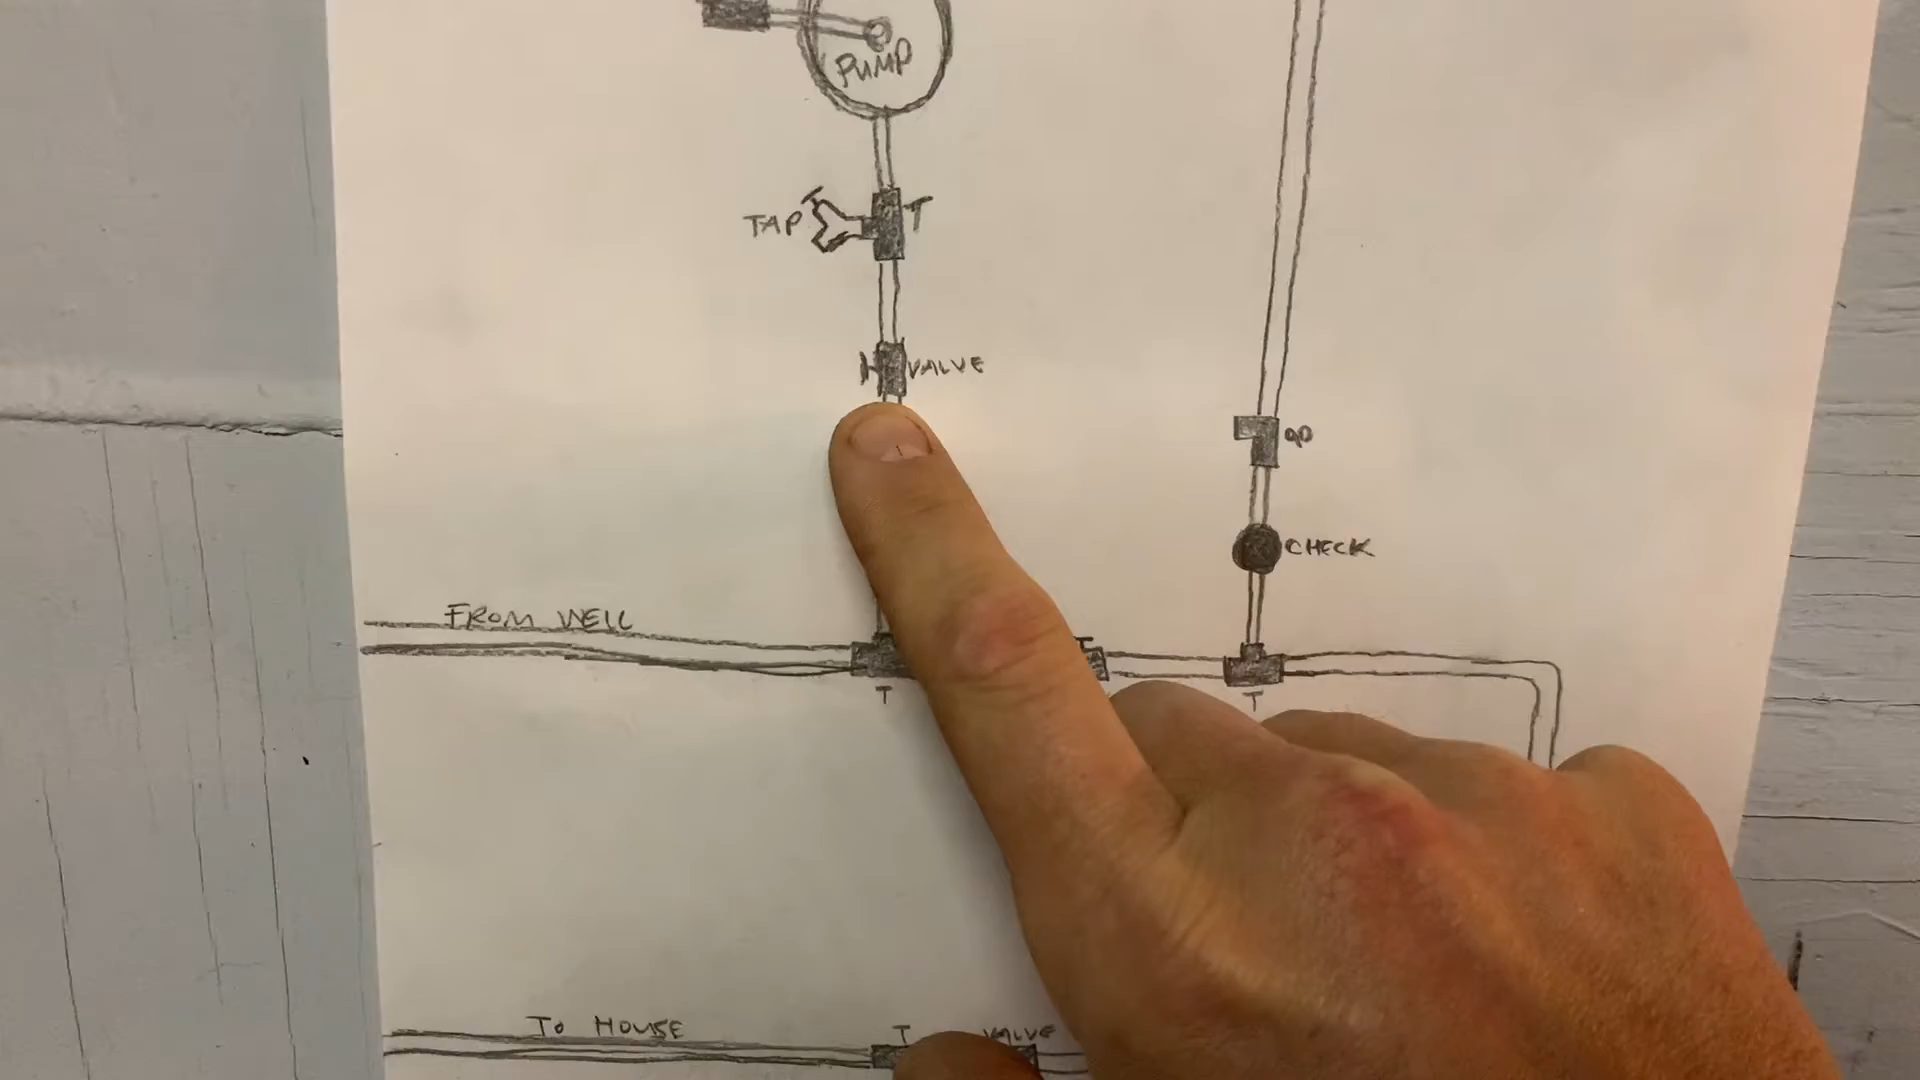 PUMP
TAP
T
VALVE
90
CHECK
FROM WELL
T
T
TO HOUSE
T
VALVE